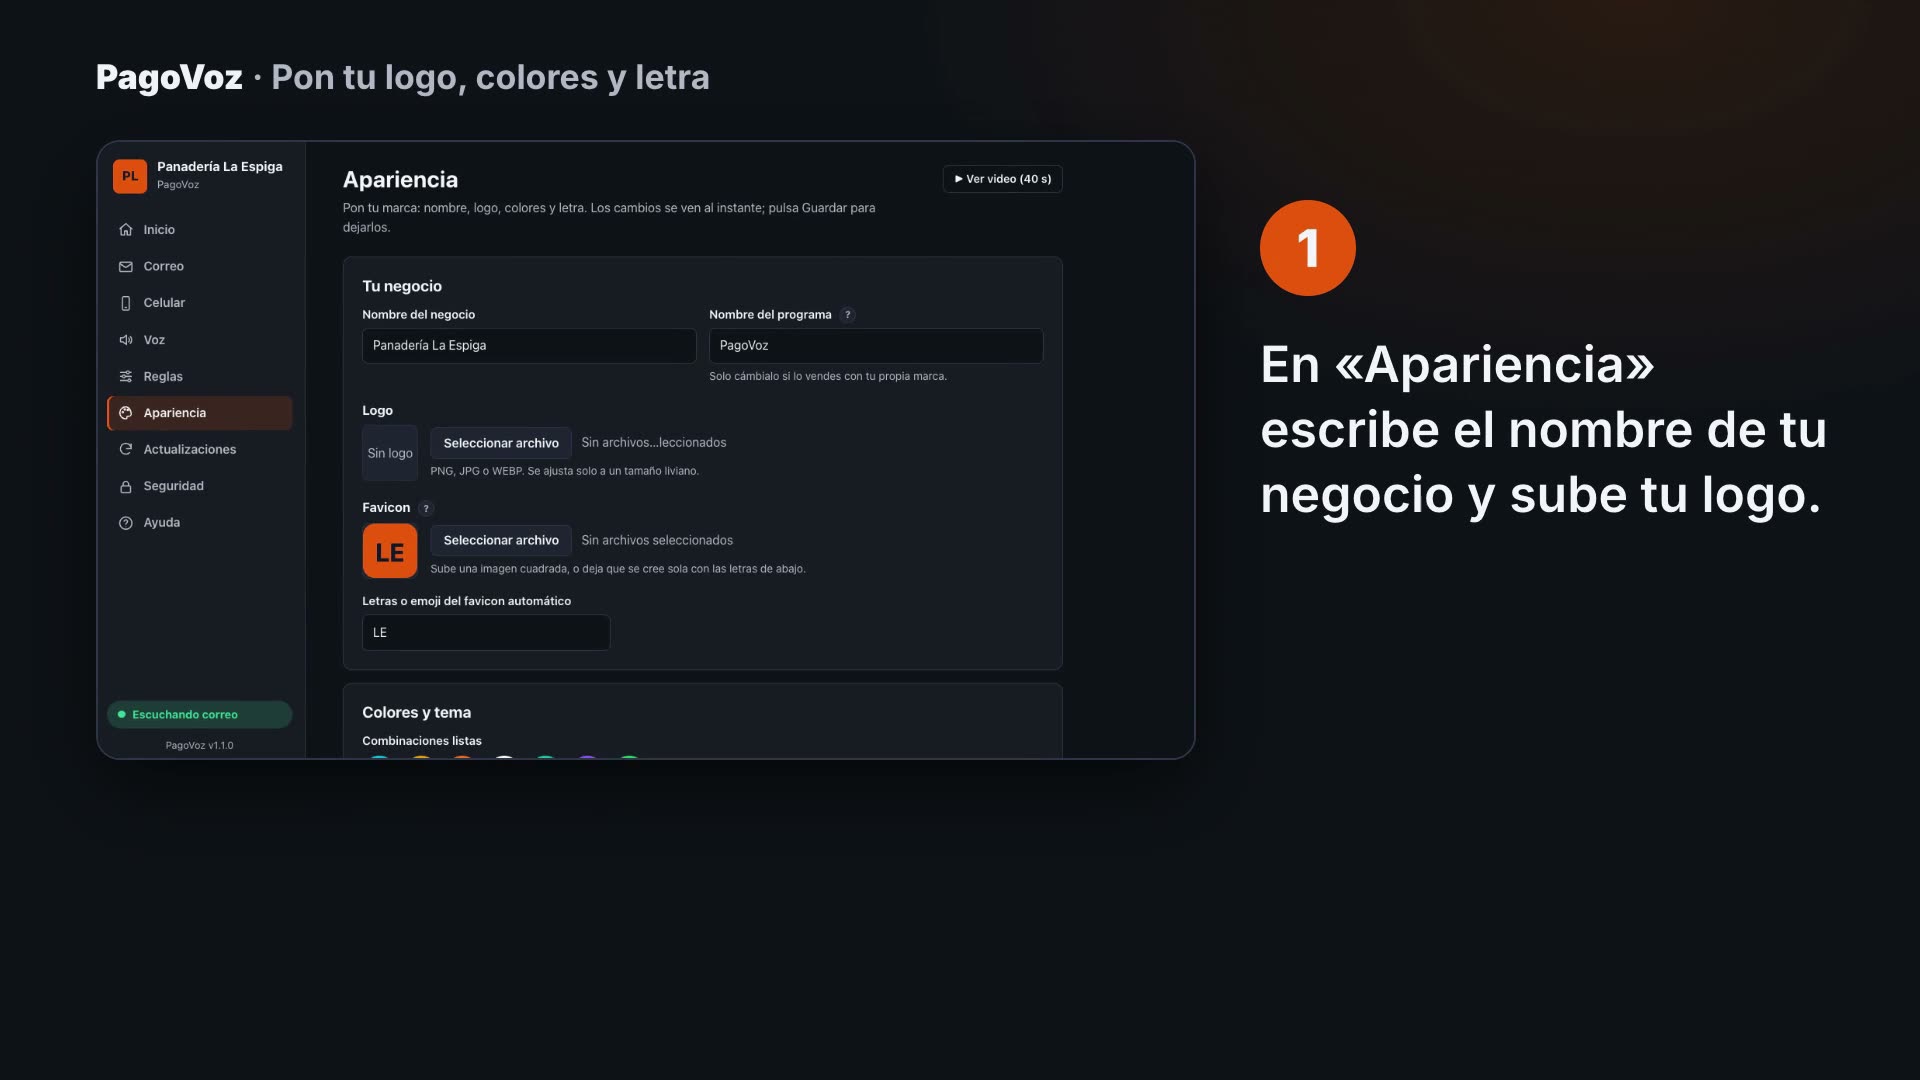 PagoVoz · Pon tu logo, colores y letra
PL
Panadería La Espiga
PagoVoz
Inicio
Correo
Celular
Voz
Reglas
Apariencia
Actualizaciones
Seguridad
Ayuda
Escuchando correo
PagoVoz v1.1.0
Apariencia
Ver video (40 s)
Pon tu marca: nombre, logo, colores y letra. Los cambios se ven al instante; pulsa Guardar para
dejarlos.
Tu negocio
Nombre del negocio
Nombre del programa ?
Panadería La Espiga
PagoVoz
Solo cámbialo si lo vendes con tu propia marca.
Logo
Sin logo
Seleccionar archivo
Sin archivos...leccionados
PNG, JPG o WEBP. Se ajusta solo a un tamaño liviano.
Favicon ?
LE
Seleccionar archivo
Sin archivos seleccionados
Sube una imagen cuadrada, o deja que se cree sola con las letras de abajo.
Letras o emoji del favicon automático
LE
Colores y tema
Combinaciones listas
1
En «Apariencia»
escribe el nombre de tu
negocio y sube tu logo.